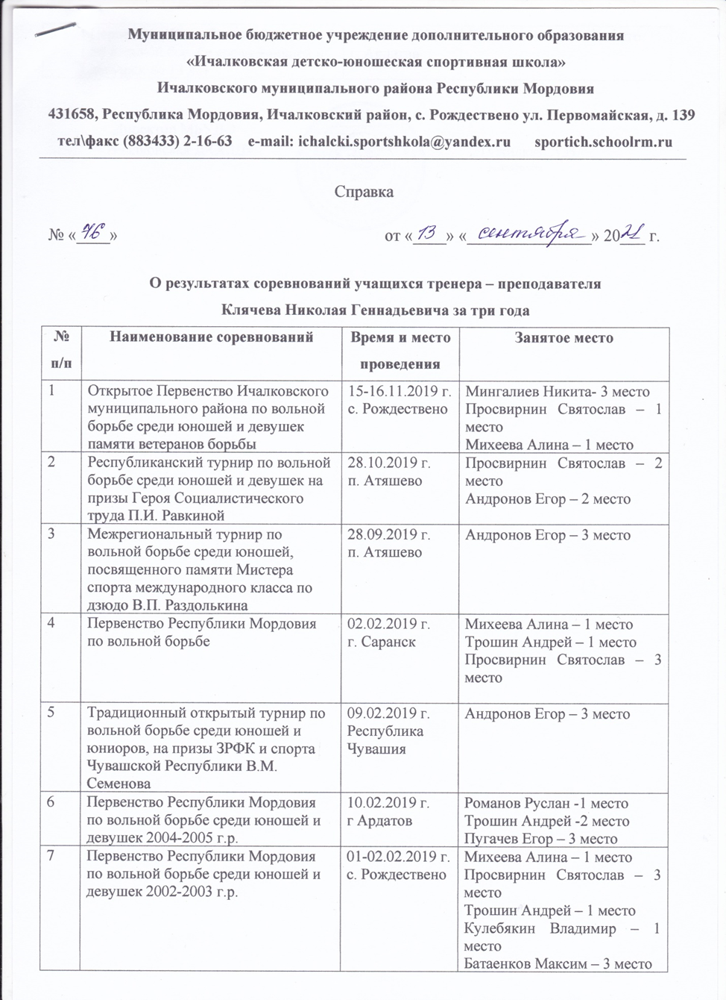 Муниципальное бюджетное учреждение дополнительного образования
«Ичалковская детско-юношеская спортивная школа»
Ичалковского муниципального района Республики Мордовия
431658, Республика Мордовия, Ичалковский район, с. Рождествено ул. Первомайская, д. 139
тел\факс (883433) 2-16-63 e-mail: ichalcki.sportshkola@yandex.ru sportich.schoolrm.ru
Справка
№ «76» от «13» «сентября» 2021 г.
О результатах соревнований учащихся тренера – преподавателя
Клячева Николая Геннадьевича за три года
№ п/п
Наименование соревнований
Время и место проведения
Занятое место
1
Открытое Первенство Ичалковского
муниципального района по вольной
борьбе среди юношей и девушек
памяти ветеранов борьбы
15-16.11.2019 г.
с. Рождествено
Мингалиев Никита- 3 место
Просвирнин Святослав – 1
место
Михеева Алина – 1 место
2
Республиканский турнир по вольной
борьбе среди юношей и девушек на
призы Героя Социалистического
труда П.И. Равкиной
28.10.2019 г.
п. Атяшево
Просвирнин Святослав – 2
место
Андронов Егор – 2 место
3
Межрегиональный турнир по
вольной борьбе среди юношей,
посвященного памяти Мистера
спорта международного класса по
дзюдо В.П. Раздолькина
28.09.2019 г.
п. Атяшево
Андронов Егор – 3 место
4
Первенство Республики Мордовия
по вольной борьбе
02.02.2019 г.
г. Саранск
Михеева Алина – 1 место
Трошин Андрей – 1 место
Просвирнин Святослав – 3
место
5
Традиционный открытый турнир по
вольной борьбе среди юношей и
юниоров, на призы ЗРФК и спорта
Чувашской Республики В.М.
Семенова
09.02.2019 г.
Республика
Чувашия
Андронов Егор – 3 место
6
Первенство Республики Мордовия
по вольной борьбе среди юношей и
девушек 2004-2005 г.р.
10.02.2019 г.
г Ардатов
Романов Руслан -1 место
Трошин Андрей -2 место
Пугачев Егор – 3 место
7
Первенство Республики Мордовия
по вольной борьбе среди юношей и
девушек 2002-2003 г.р.
01-02.02.2019 г.
с. Рождествено
Михеева Алина – 1 место
Просвирнин Святослав – 3
место
Трошин Андрей – 1 место
Кулебякин Владимир – 1
место
Батаенков Максим – 3 место